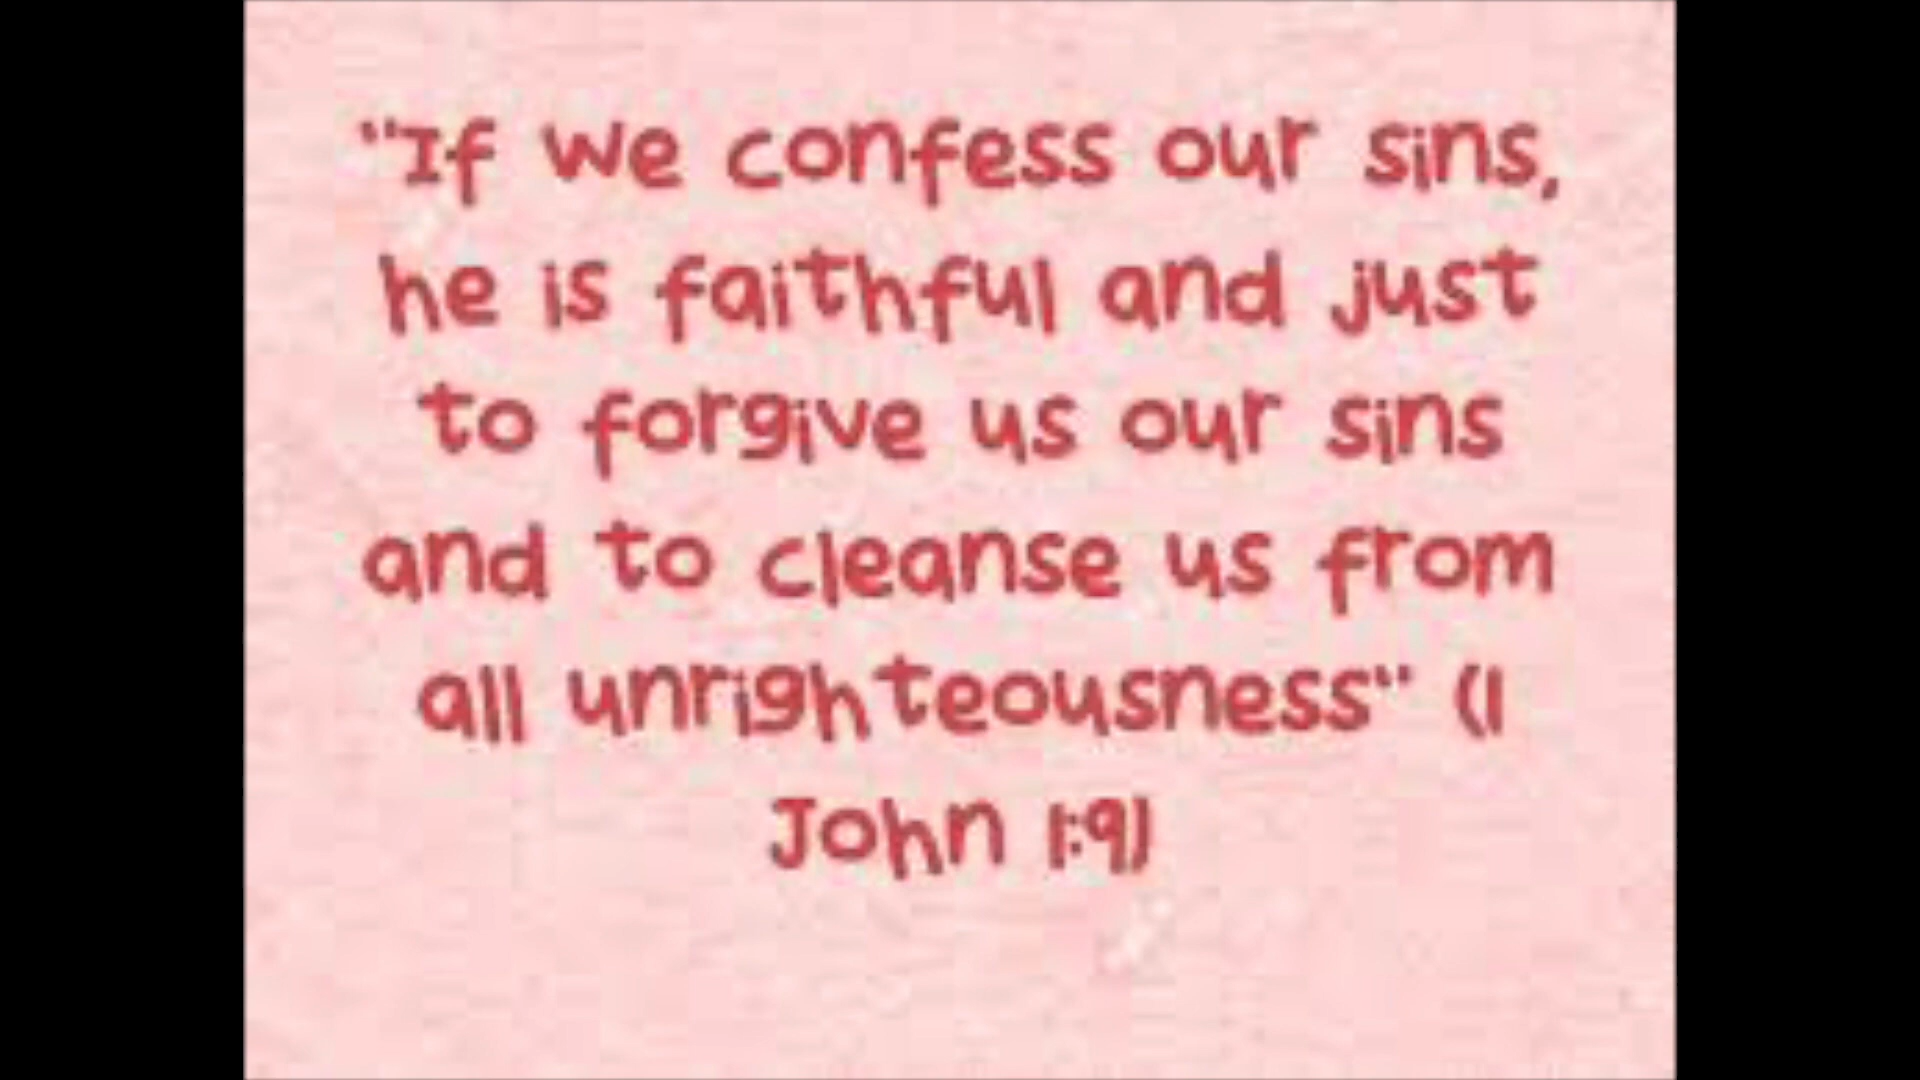 "If we confess our sins,
he is faithful and just
to forgive us our sins
and to cleanse us from
all unrighteousness" (1
John 1:9)